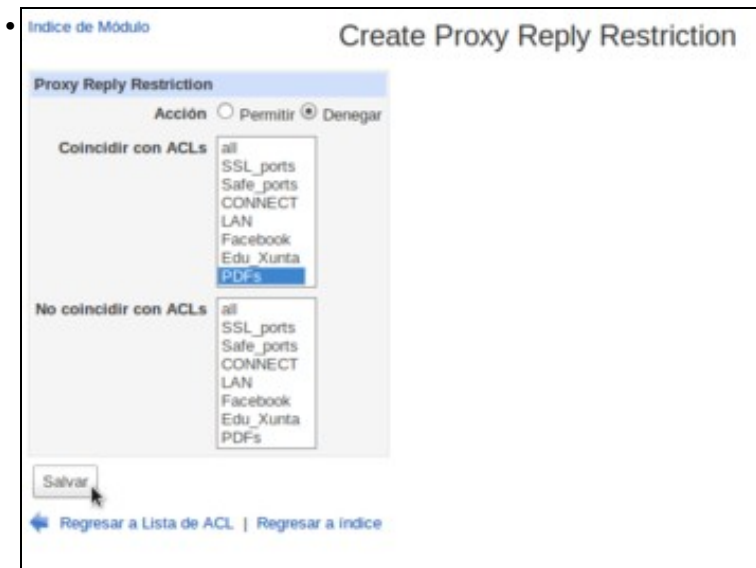 Indice de Módulo
Create Proxy Reply Restriction
Proxy Reply Restriction
Acción Permitir Denegar
Coincidir con ACLs all
SSL_ports
Safe_ports
CONNECT
LAN
Facebook
Edu_Xunta
PDFs
No coincidir con ACLs all
SSL_ports
Safe_ports
CONNECT
LAN
Facebook
Edu_Xunta
PDFs
Salvar
Regresar a Lista de ACL | Regresar a índice